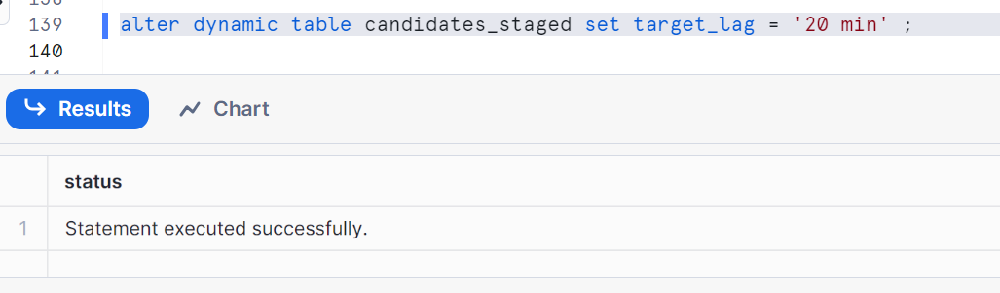 139 alter dynamic table candidates_staged set target_lag = '20 min' ;
140
Results Chart
status
1 Statement executed successfully.